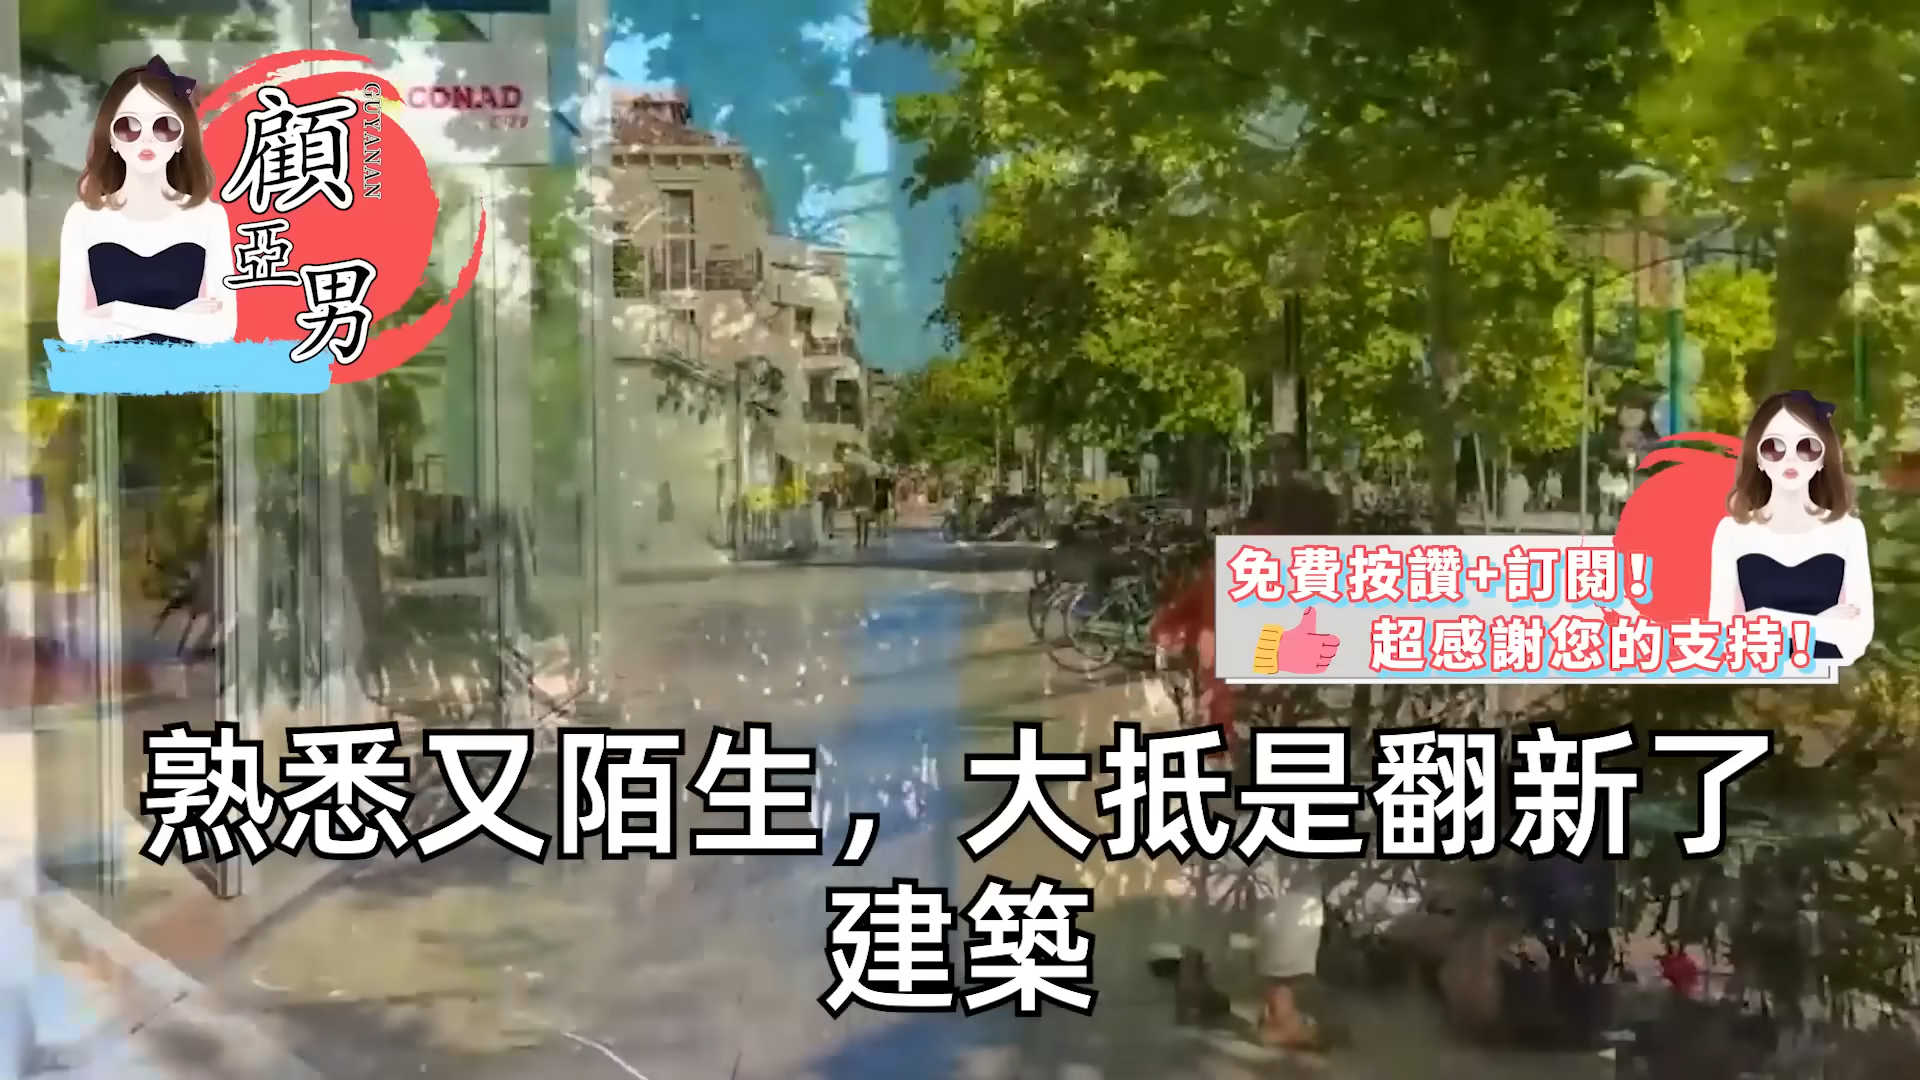 顧亞男
GUYANAN
CONAD
CITY
免費按讚+訂閱!
超感謝您的支持!
熟悉又陌生，大抵是翻新了
建築